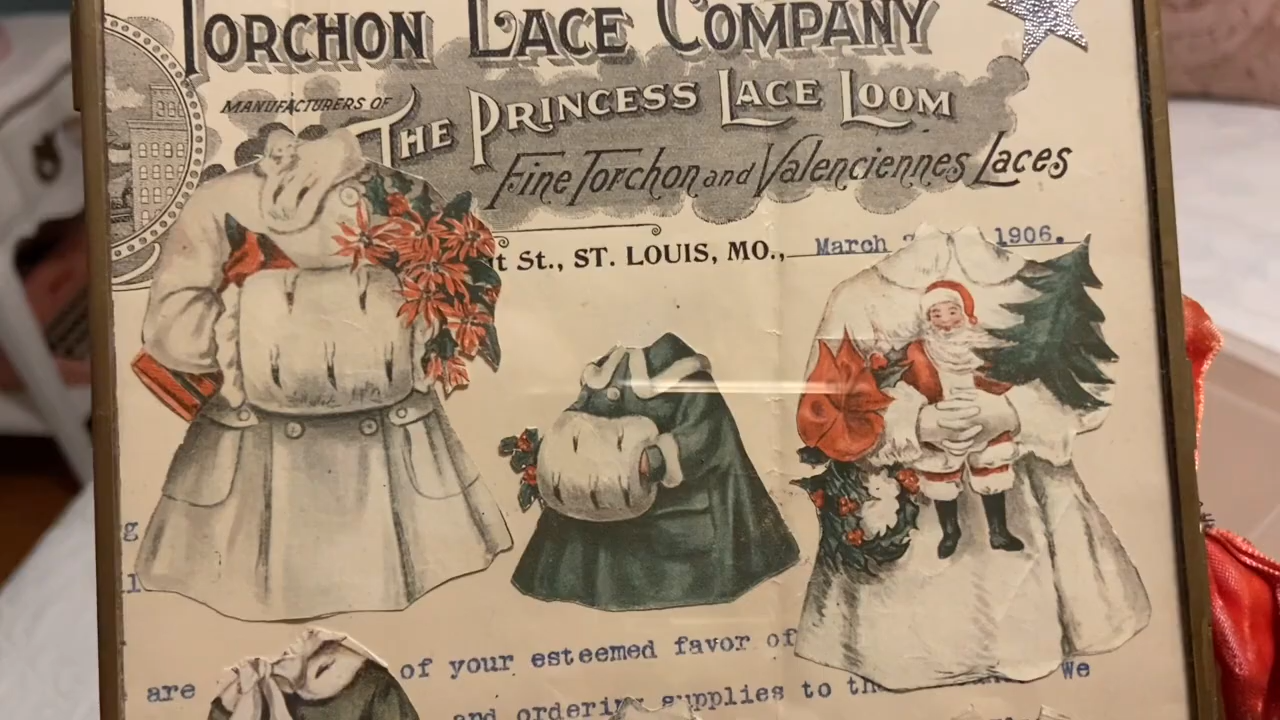 TORCHON LACE COMPANY
MANUFACTURERS OF
THE PRINCESS LACE LOOM
Fine Torchon and Valenciennes Laces
t St., ST. LOUIS, MO., March 1906.
g
l
of your esteemed favor of
are
and ordering supplies to We